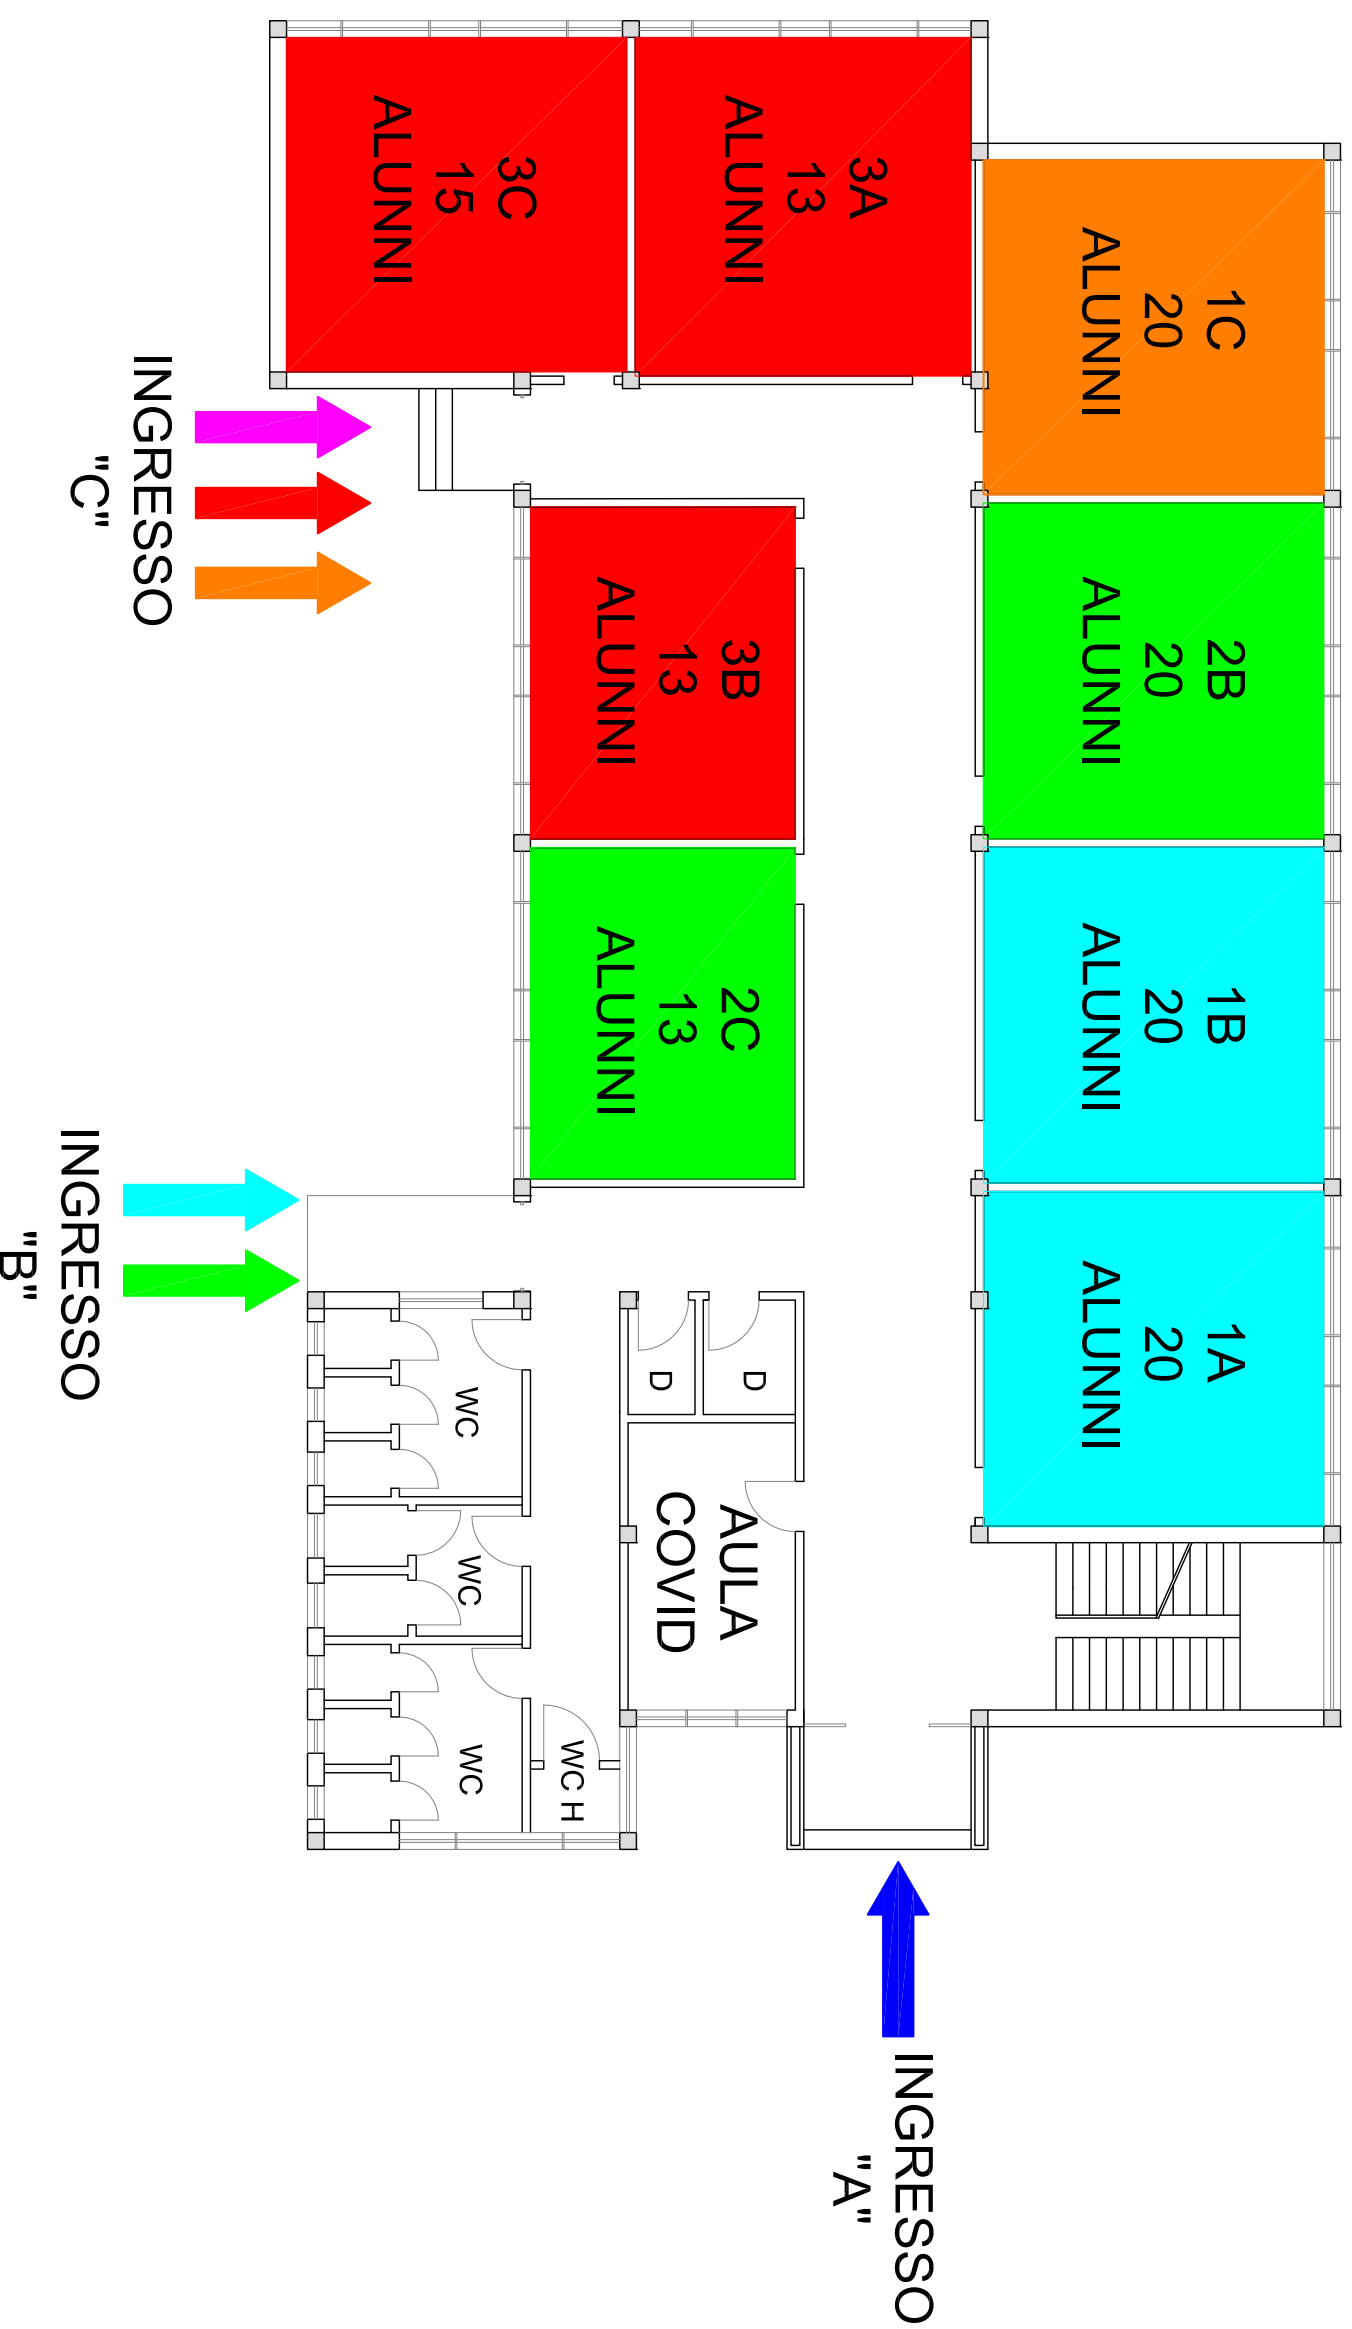 1C
20
ALUNNI
2B
20
ALUNNI
1B
20
ALUNNI
1A
20
ALUNNI
3A
13
ALUNNI
3C
15
ALUNNI
3B
13
ALUNNI
2C
13
ALUNNI
D
D
AULA
COVID
WC
WC
WC
WC H
INGRESSO
"C"
INGRESSO
"B"
INGRESSO
"A"